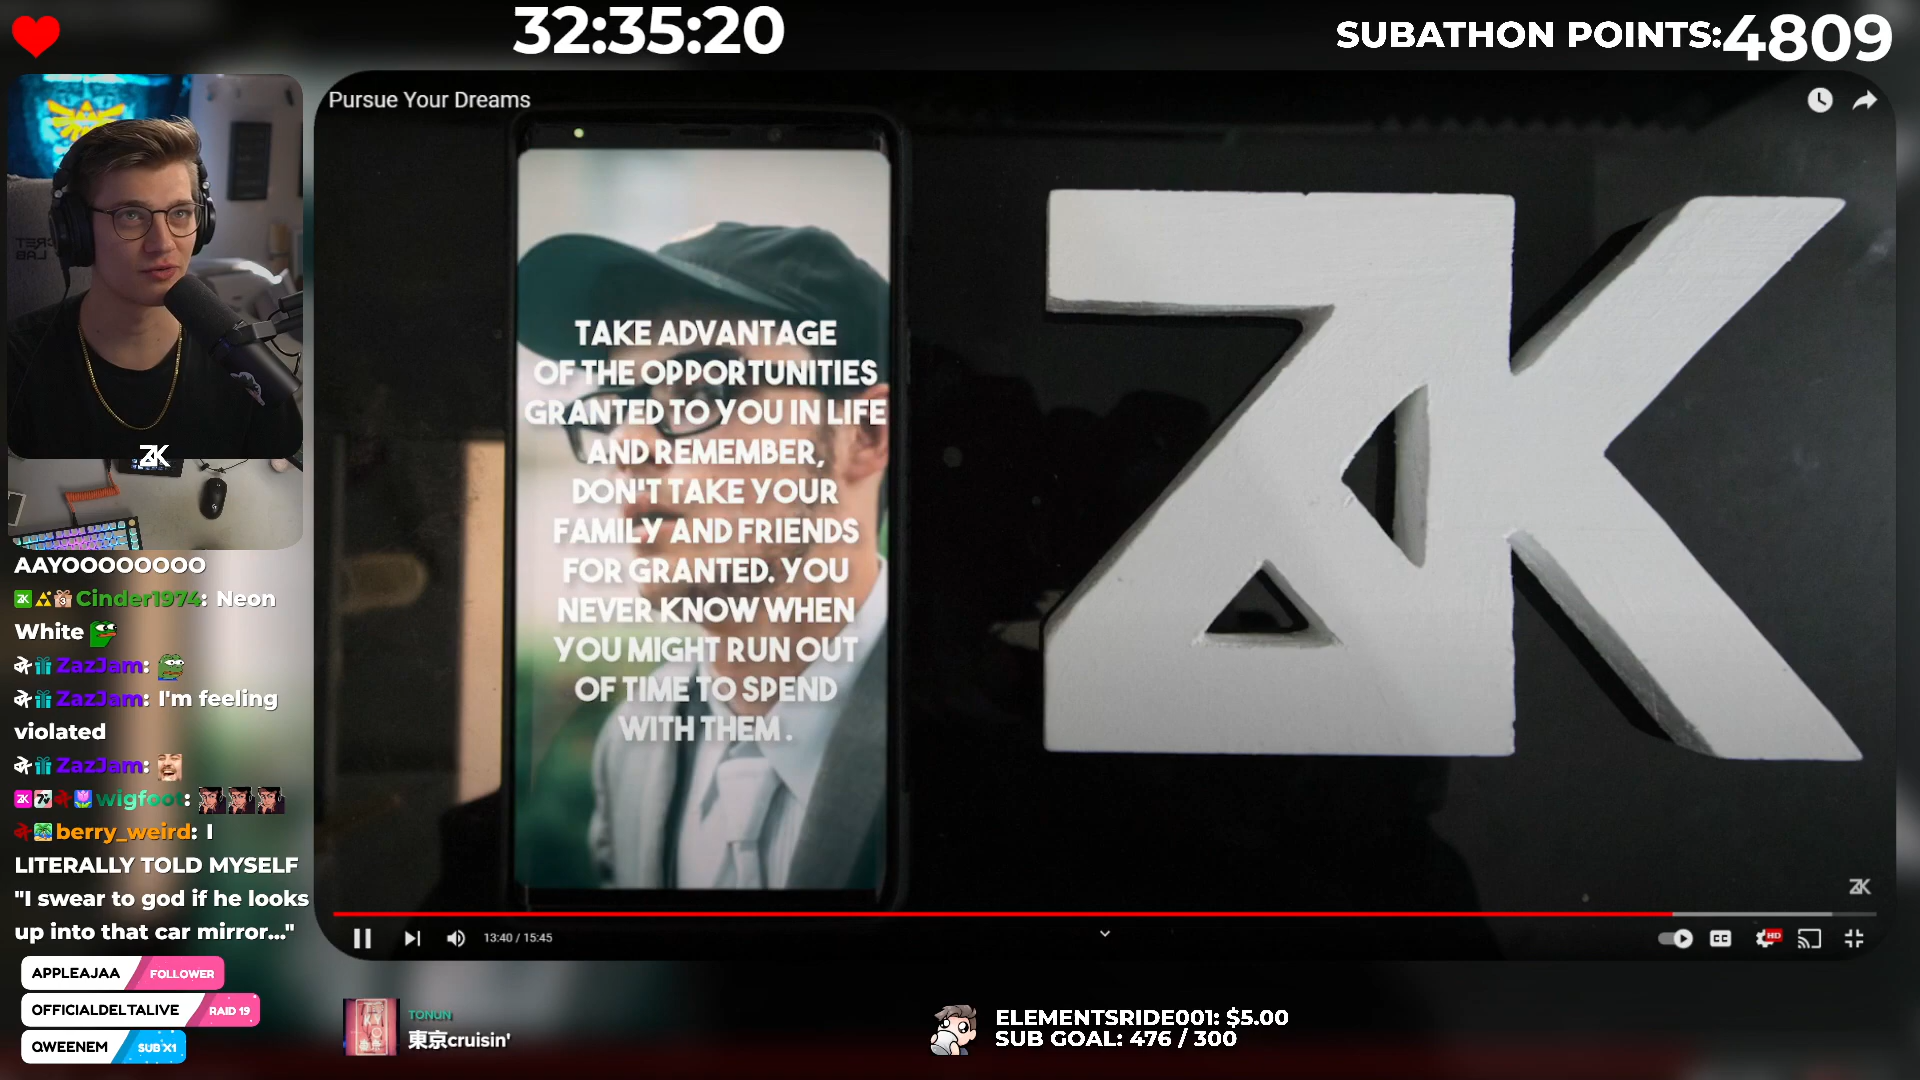 32:35:20
SUBATHON POINTS:4809
Pursue Your Dreams
TAKE ADVANTAGE
OF THE OPPORTUNITIES
GRANTED TO YOU IN LIFE
AND REMEMBER,
DON'T TAKE YOUR
FAMILY AND FRIENDS
FOR GRANTED. YOU
NEVER KNOW WHEN
YOU MIGHT RUN OUT
OF TIME TO SPEND
WITH THEM .
ZK
ZK
ZK
AAYOOOOOOOO
Cinder1974: Neon
White
ZazJam:
ZazJam: I'm feeling
violated
ZazJam:
wigfoot:
berry_weird: I
LITERALLY TOLD MYSELF
"I swear to god if he looks
up into that car mirror..."
13:40 / 15:45
CC
HD
APPLEAJAA FOLLOWER
OFFICIALDELTALIVE RAID 19
QWEENEM SUB X1
TONUN
東京cruisin'
ELEMENTSRIDE001: $5.00
SUB GOAL: 476 / 300